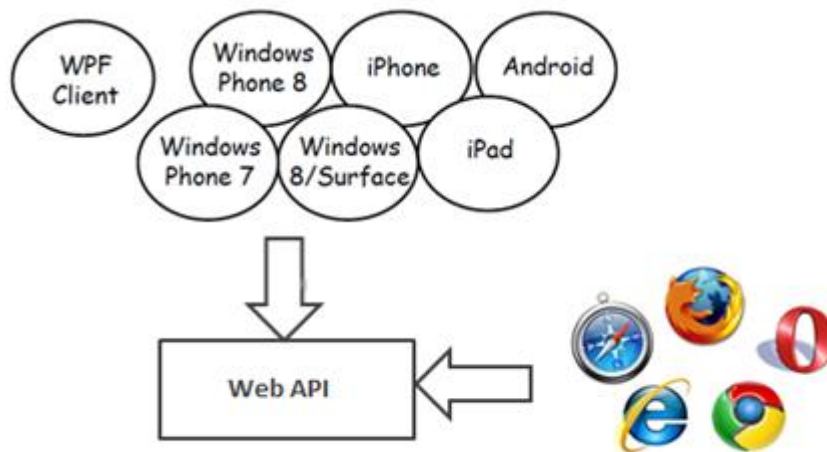 WPF
Client
Windows
Phone 8
iPhone
Android
Windows
Phone 7
Windows
8/Surface
iPad
Web API